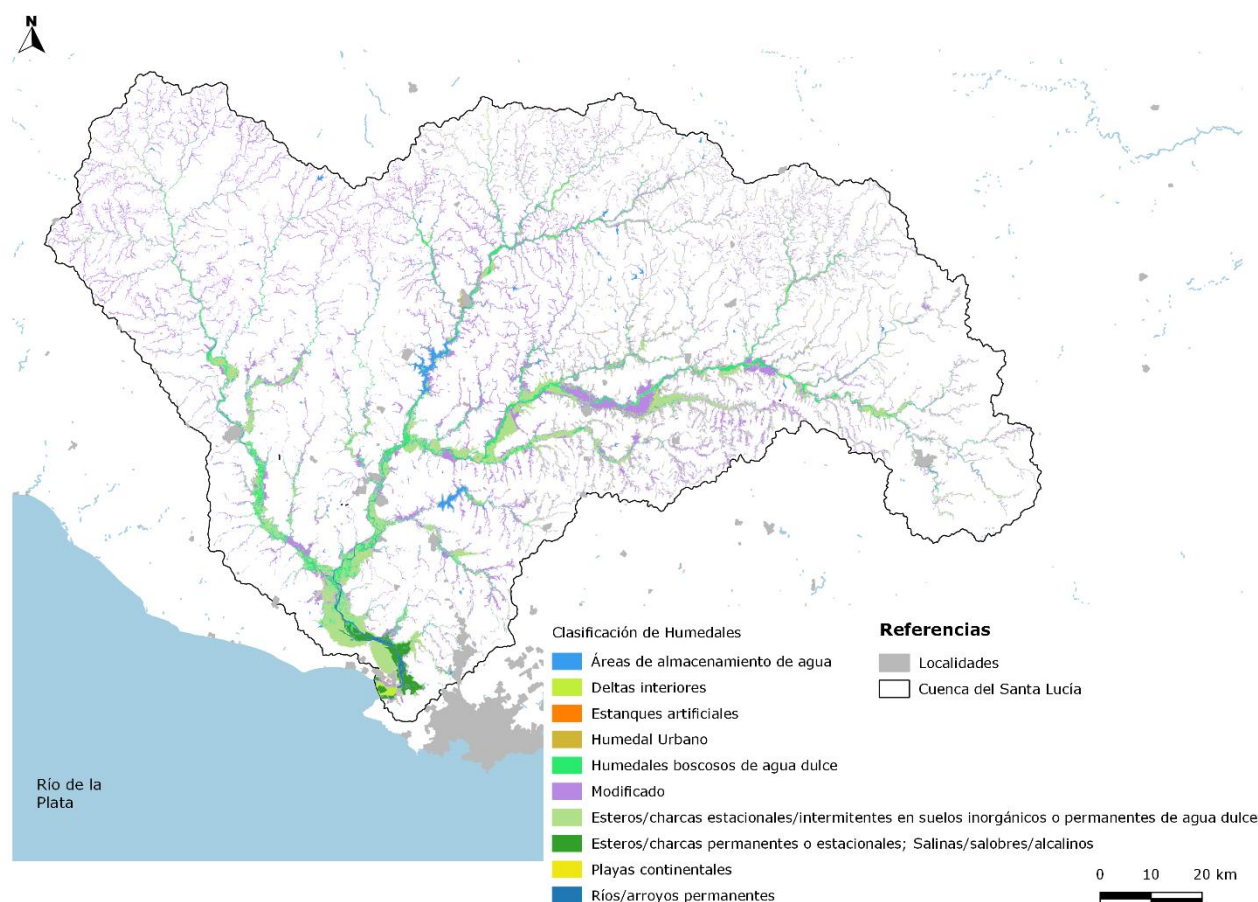 N
Clasificación de Humedales
Áreas de almacenamiento de agua
Deltas interiores
Estanques artificiales
Humedal Urbano
Humedales boscosos de agua dulce
Modificado
Esteros/charcas estacionales/intermitentes en suelos inorgánicos o permanentes de agua dulce
Esteros/charcas permanentes o estacionales; Salinas/salobres/alcalinos
Playas continentales
Ríos/arroyos permanentes
Referencias
Localidades
Cuenca del Santa Lucía
Río de la
Plata
0 10 20 km